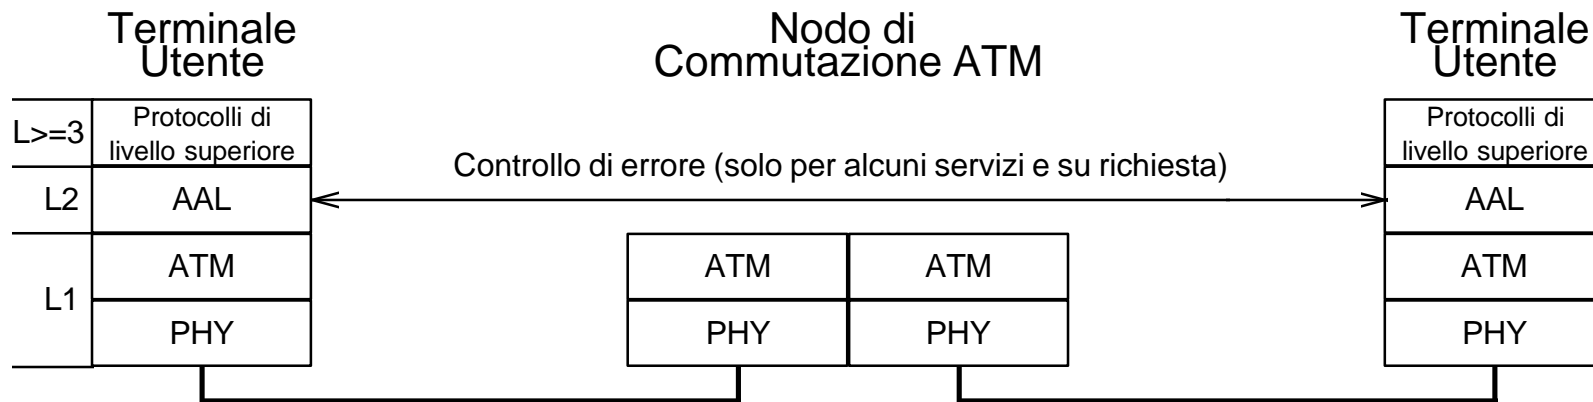 Terminale
Utente
Nodo di
Commutazione ATM
Terminale
Utente
L>=3
Protocolli di
livello superiore
Protocolli di
livello superiore
Controllo di errore (solo per alcuni servizi e su richiesta)
L2
AAL
AAL
L1
ATM
ATM
ATM
ATM
PHY
PHY
PHY
PHY